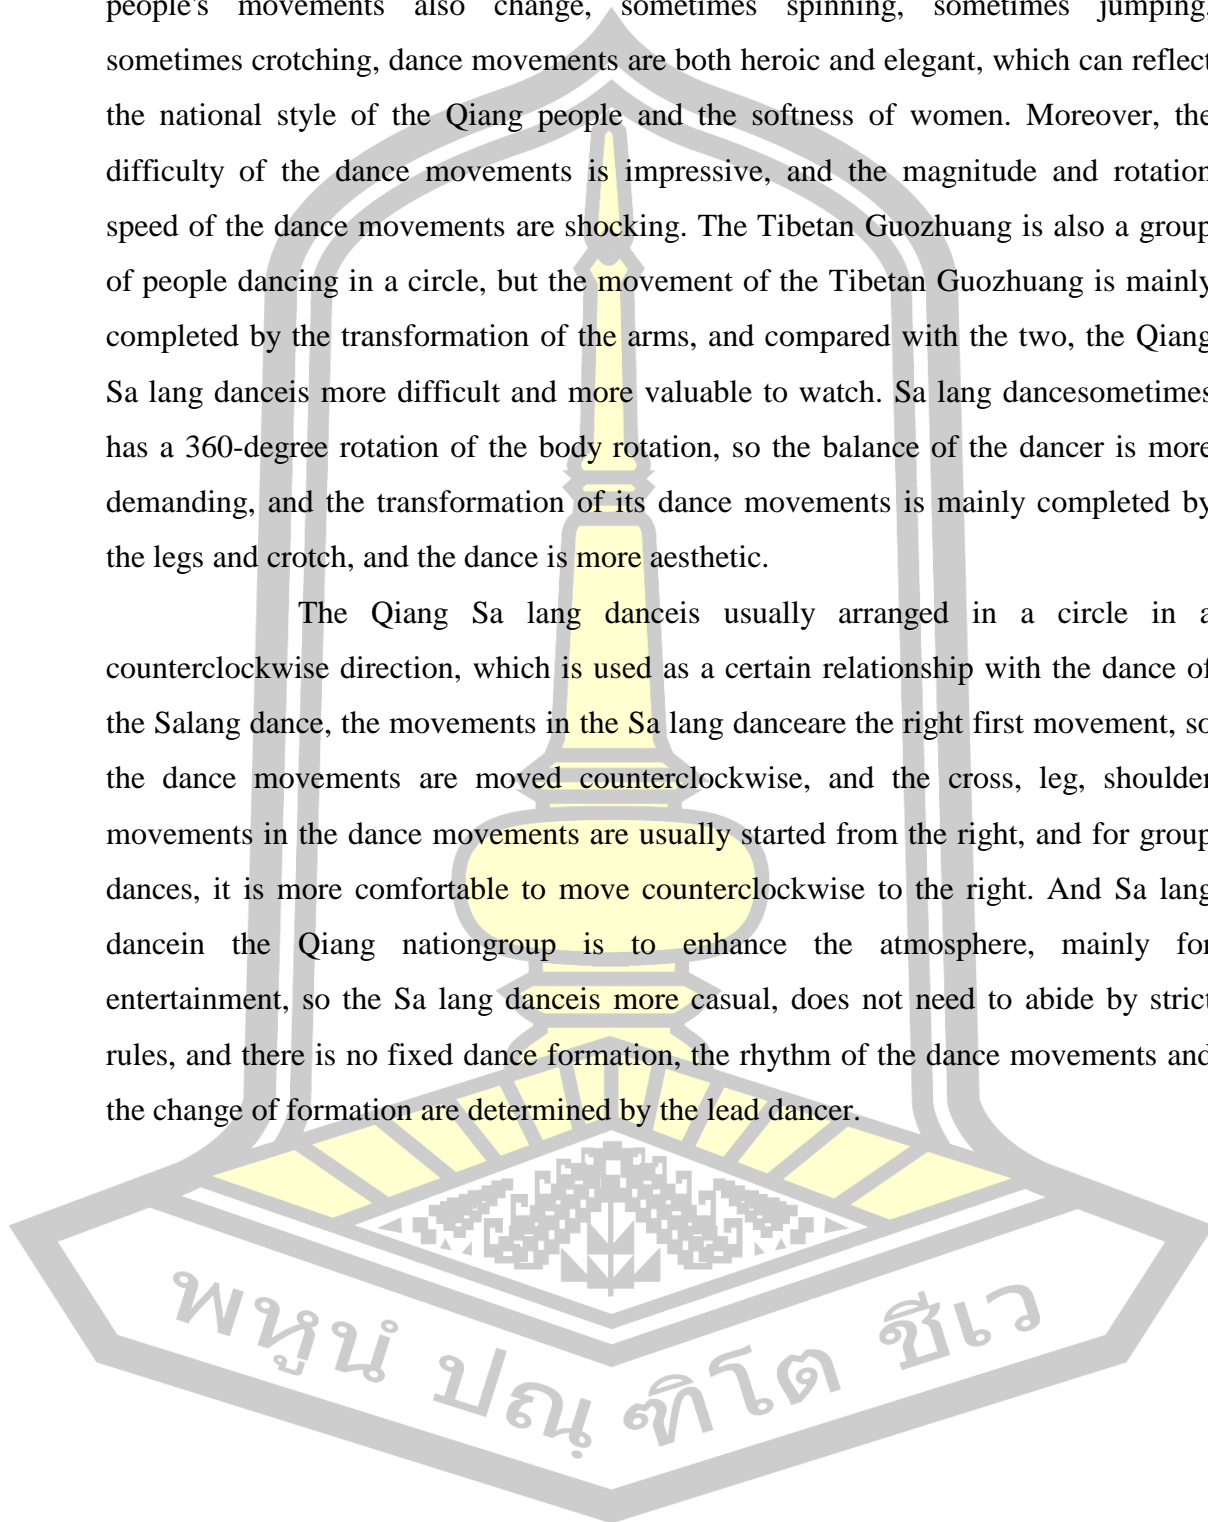 people's movements also change, sometimes spinning, sometimes jumping,
sometimes crotching, dance movements are both heroic and elegant, which can reflect
the national style of the Qiang people and the softness of women. Moreover, the
difficulty of the dance movements is impressive, and the magnitude and rotation
speed of the dance movements are shocking. The Tibetan Guozhuang is also a group
of people dancing in a circle, but the movement of the Tibetan Guozhuang is mainly
completed by the transformation of the arms, and compared with the two, the Qiang
Sa lang danceis more difficult and more valuable to watch. Sa lang dancesometimes
has a 360-degree rotation of the body rotation, so the balance of the dancer is more
demanding, and the transformation of its dance movements is mainly completed by
the legs and crotch, and the dance is more aesthetic.
The Qiang Sa lang danceis usually arranged in a circle in a
counterclockwise direction, which is used as a certain relationship with the dance of
the Salang dance, the movements in the Sa lang danceare the right first movement, so
the dance movements are moved counterclockwise, and the cross, leg, shoulder
movements in the dance movements are usually started from the right, and for group
dances, it is more comfortable to move counterclockwise to the right. And Sa lang
dancein the Qiang nationgroup is to enhance the atmosphere, mainly for
entertainment, so the Sa lang danceis more casual, does not need to abide by strict
rules, and there is no fixed dance formation, the rhythm of the dance movements and
the change of formation are determined by the lead dancer.
พหูนํ ปณฺ ฑิโต ชีเว